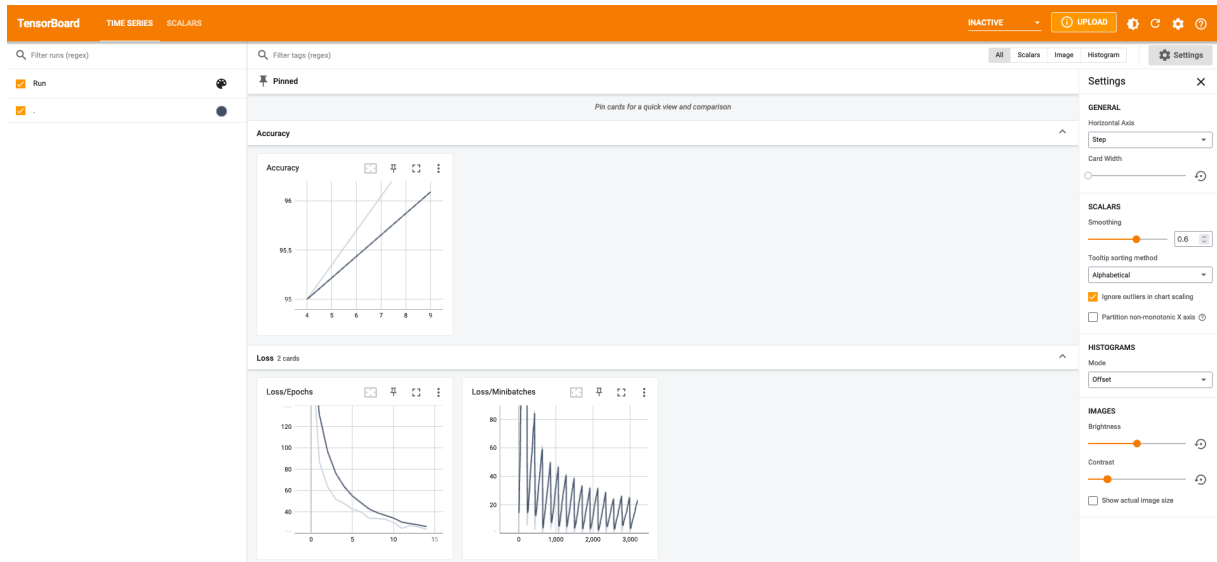 TensorBoard TIME SERIES SCALARS INACTIVE UPLOAD
Filter runs (regex)
Run
.
Filter tags (regex) All Scalars Image Histogram Settings
Pinned
Pin cards for a quick view and comparison
Accuracy
Accuracy
96
95.5
95
4 5 6 7 8 9
Loss 2 cards
Loss/Epochs
120
100
80
60
40
0 5 10 15
Loss/Minibatches
80
60
40
20
0 1,000 2,000 3,000
Settings
GENERAL
Horizontal Axis
Step
Card Width
SCALARS
Smoothing
0.6
Tooltip sorting method
Alphabetical
Ignore outliers in chart scaling
Partition non-monotonic X axis
HISTOGRAMS
Mode
Offset
IMAGES
Brightness
Contrast
Show actual image size